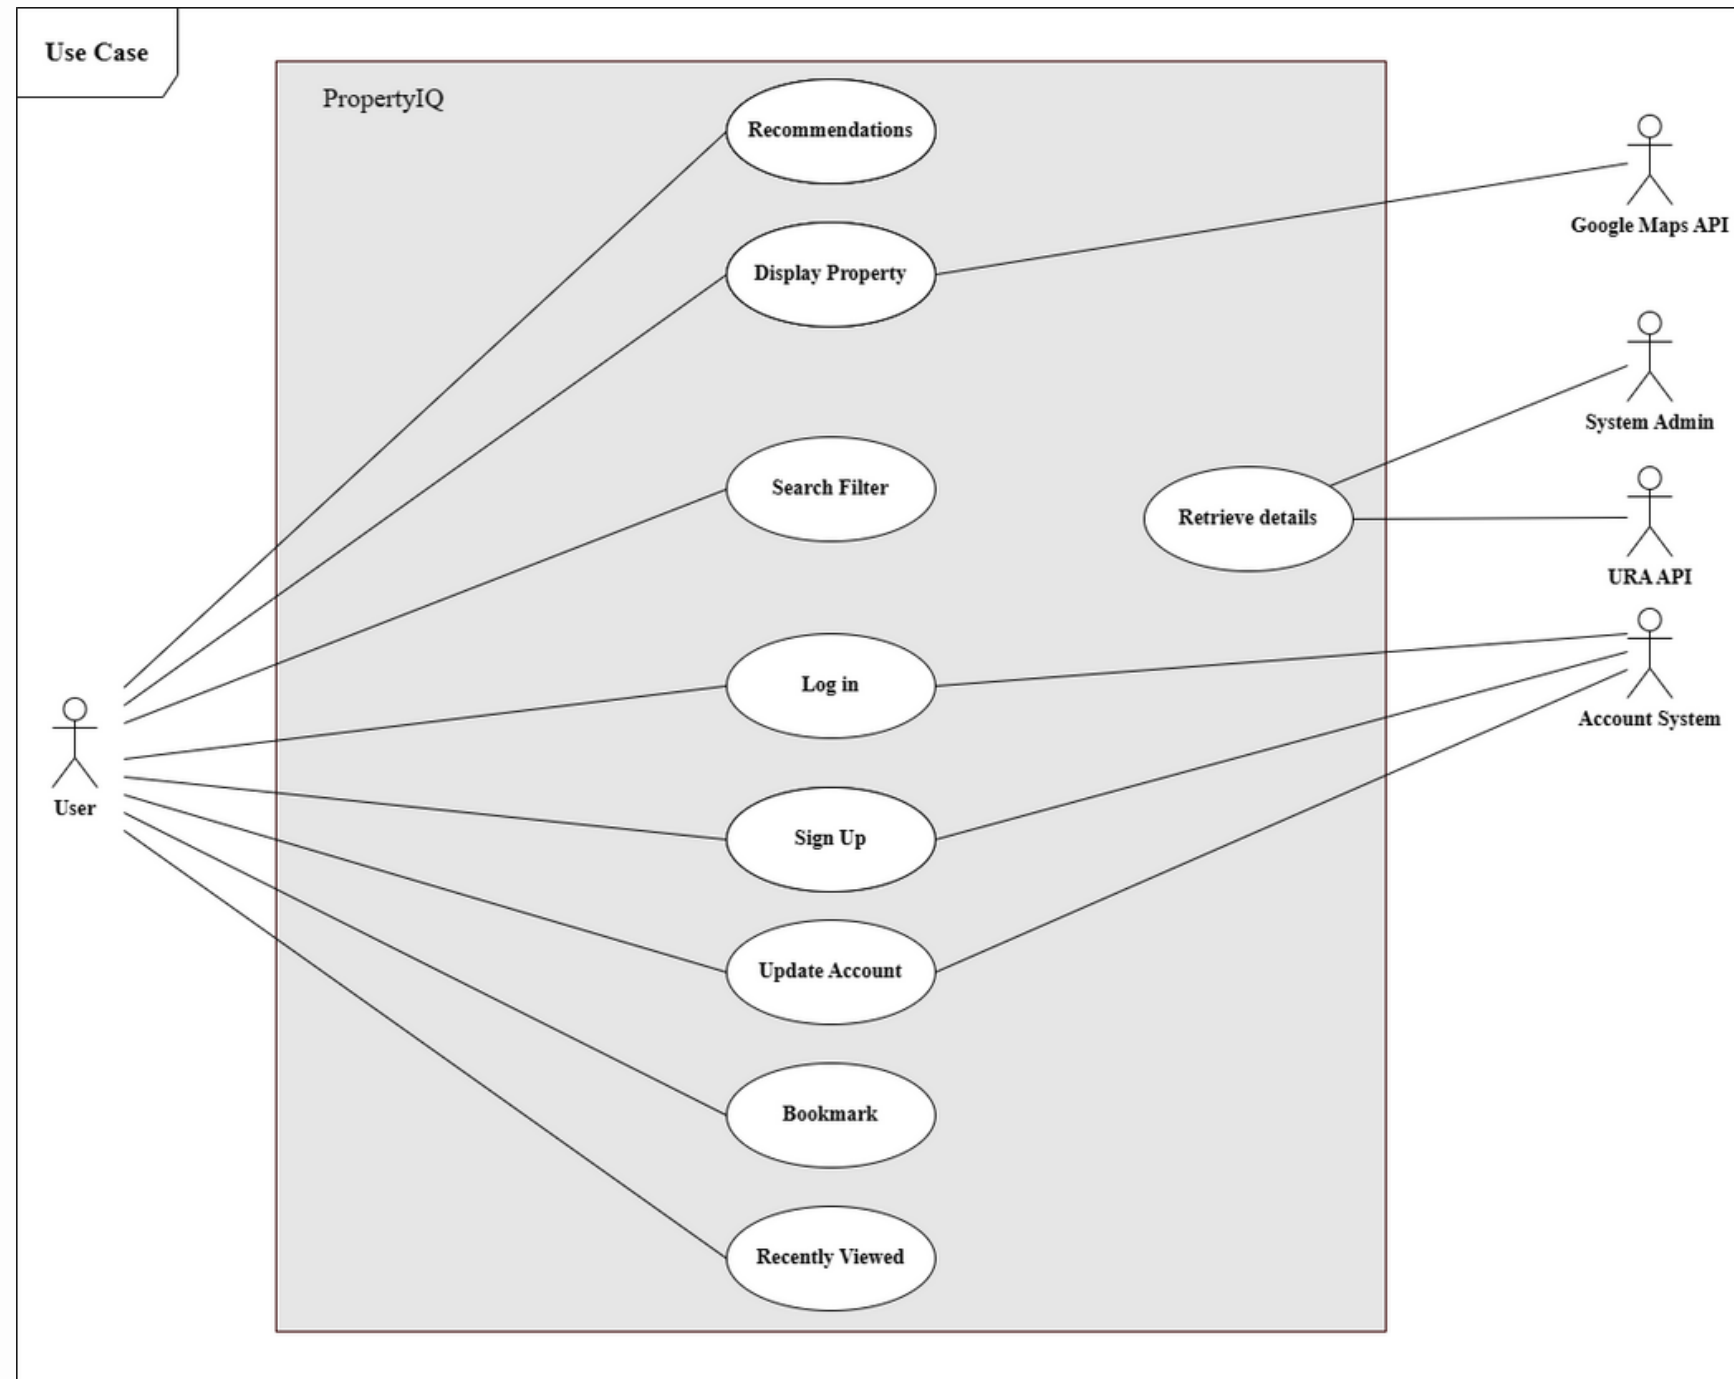 Use Case
PropertyIQ
Recommendations
Google Maps API
Display Property
System Admin
Search Filter
Retrieve details
URA API
Log in
Account System
User
Sign Up
Update Account
Bookmark
Recently Viewed